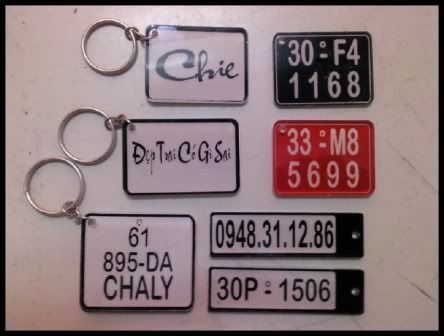 Chie
30-F4
1168
Đẹp Trai Có Gì Sai
33-M8
5699
61
895-DA
CHALY
0948.31.12.86
30P-1506